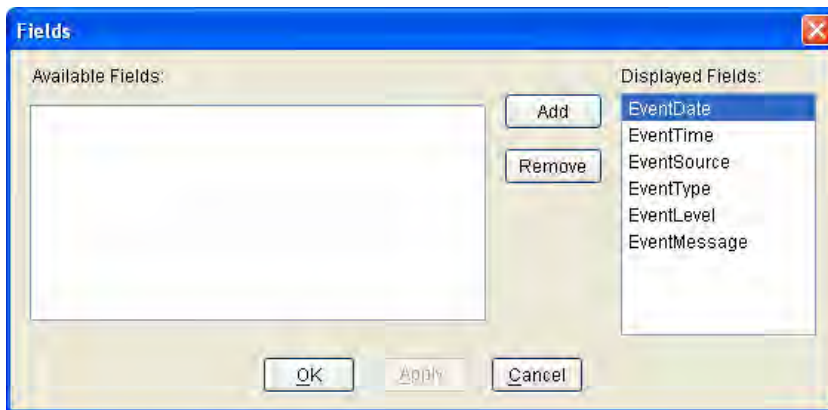 Fields
Available Fields:
Displayed Fields:
Add
Remove
EventDate
EventTime
EventSource
EventType
EventLevel
EventMessage
OK
Apply
Cancel